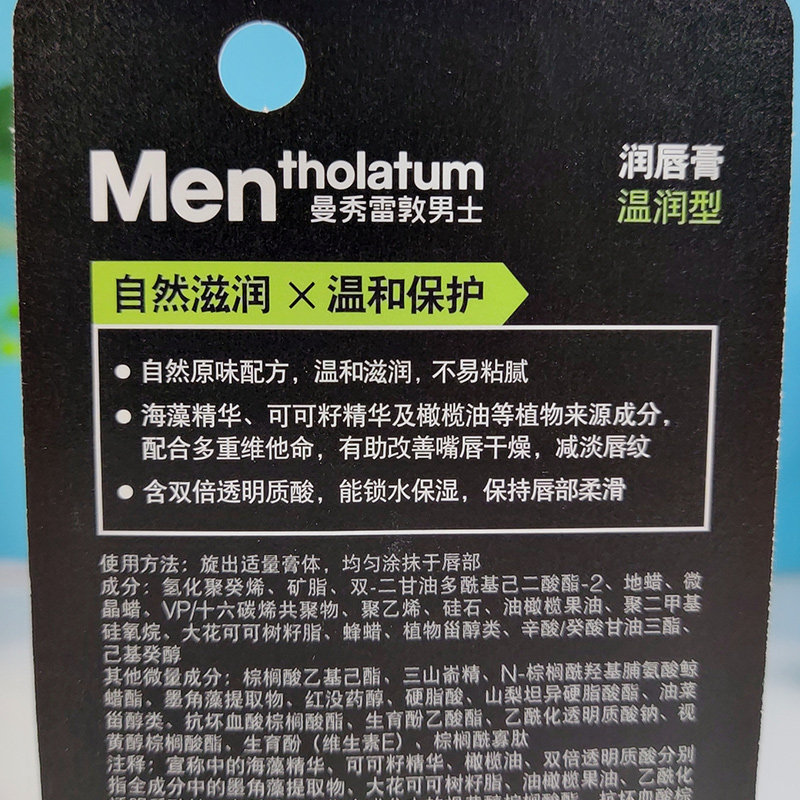 Mentholatum
曼秀雷敦男士
润唇膏
温润型
自然滋润 × 温和保护
• 自然原味配方，温和滋润，不易粘腻
• 海藻精华、可可籽精华及橄榄油等植物来源成分，
配合多重维他命，有助改善嘴唇干燥，减淡唇纹
• 含双倍透明质酸，能锁水保湿，保持唇部柔滑
使用方法：旋出适量膏体，均匀涂抹于唇部
成分：氢化聚癸烯、矿脂、双-二甘油多酰基己二酸酯-2、地蜡、微
晶蜡、VP/十六碳烯共聚物、聚乙烯、硅石、油橄榄果油、聚二甲基
硅氧烷、大花可可树籽脂、蜂蜡、植物甾醇类、辛酸/癸酸甘油三酯、
己基癸醇
其他微量成分：棕榈酸乙基己酯、三山嵛精、N-棕榈酰羟基脯氨酸鲸
蜡酯、墨角藻提取物、红没药醇、硬脂酸、山梨坦异硬脂酸酯、油菜
甾醇类、抗坏血酸棕榈酸酯、生育酚乙酸酯、乙酰化透明质酸钠、视
黄醇棕榈酸酯、生育酚（维生素E）、棕榈酰寡肽
注释：宣称中的海藻精华、可可籽精华、橄榄油、双倍透明质酸分别
指全成分中的墨角藻提取物、大花可可树籽脂、油橄榄果油、乙酰化